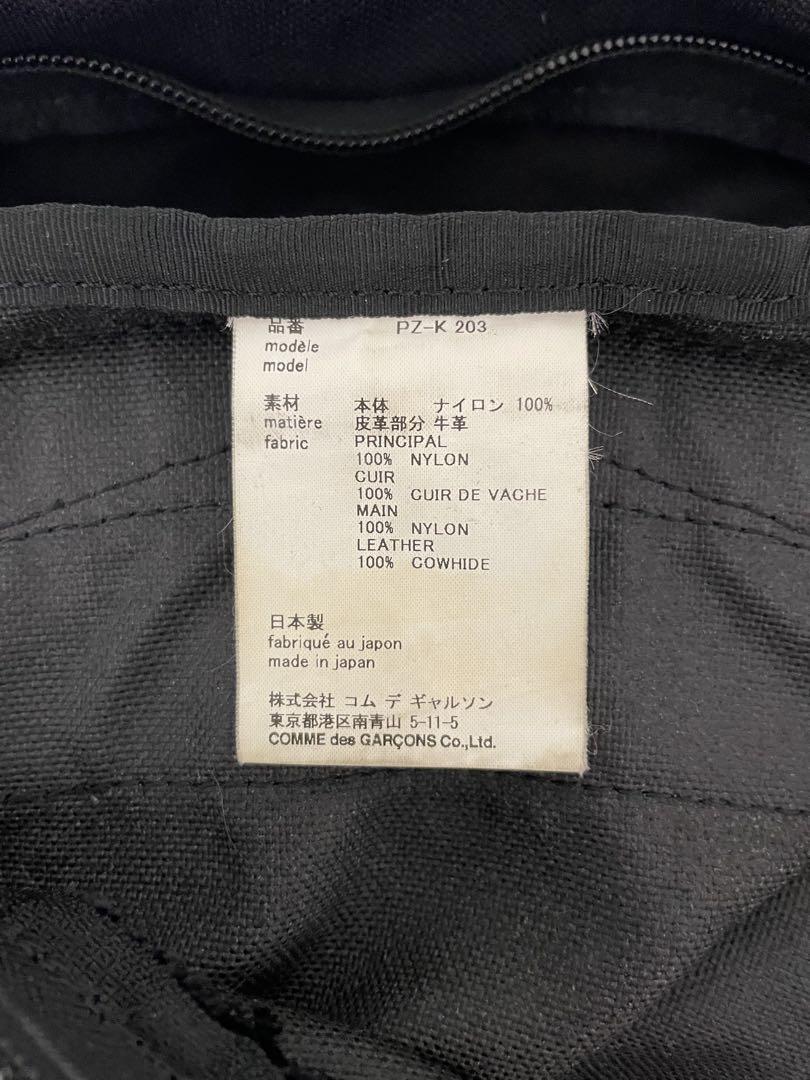 品番 PZ-K 203
modèle
model
素材 本体 ナイロン 100%
matière 皮革部分 牛革
fabric PRINCIPAL
100% NYLON
CUIR
100% CUIR DE VACHE
MAIN
100% NYLON
LEATHER
100% COWHIDE
日本製
fabriqué au japon
made in japan
株式会社 コム デ ギャルソン
東京都港区南青山 5-11-5
COMME des GARÇONS Co.,Ltd.